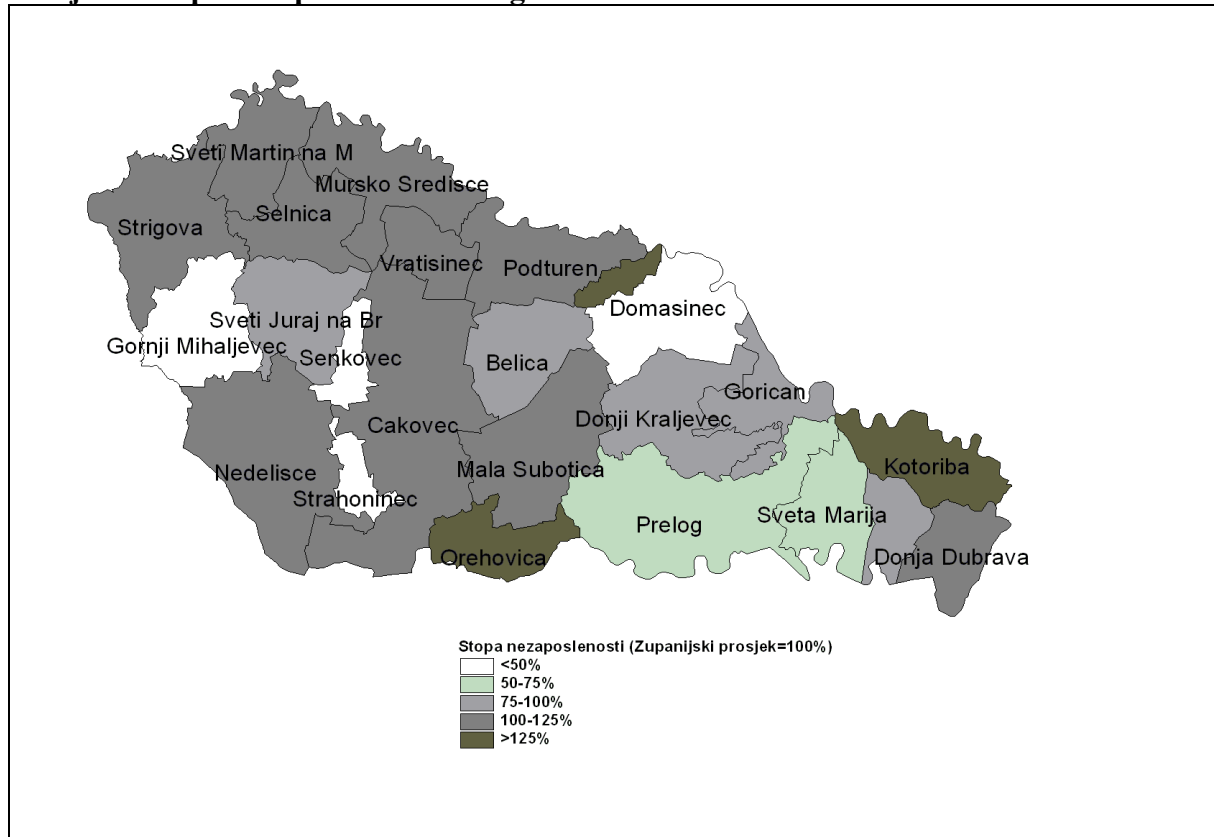 Sveti Martin na M
Mursko Sredisce
Selnica
Strigova
Vratisinec
Podturen
Domasinec
Sveti Juraj na Br
Gornji Mihaljevec
Senkovec
Belica
Gorican
Donji Kraljevec
Cakovec
Kotoriba
Mala Subotica
Nedelisce
Strahoninec
Sveta Marija
Prelog
Orehovica
Donja Dubrava
Stopa nezaposlenosti (Zupanijski prosjek=100%)
<50%
50-75%
75-100%
100-125%
>125%